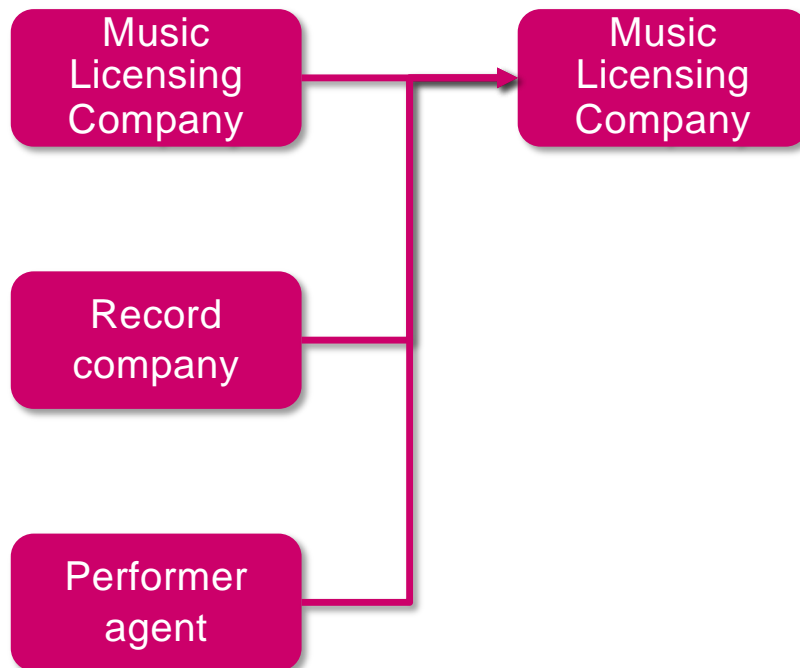 Music
Licensing
Company
Music
Licensing
Company
Record
company
Performer
agent